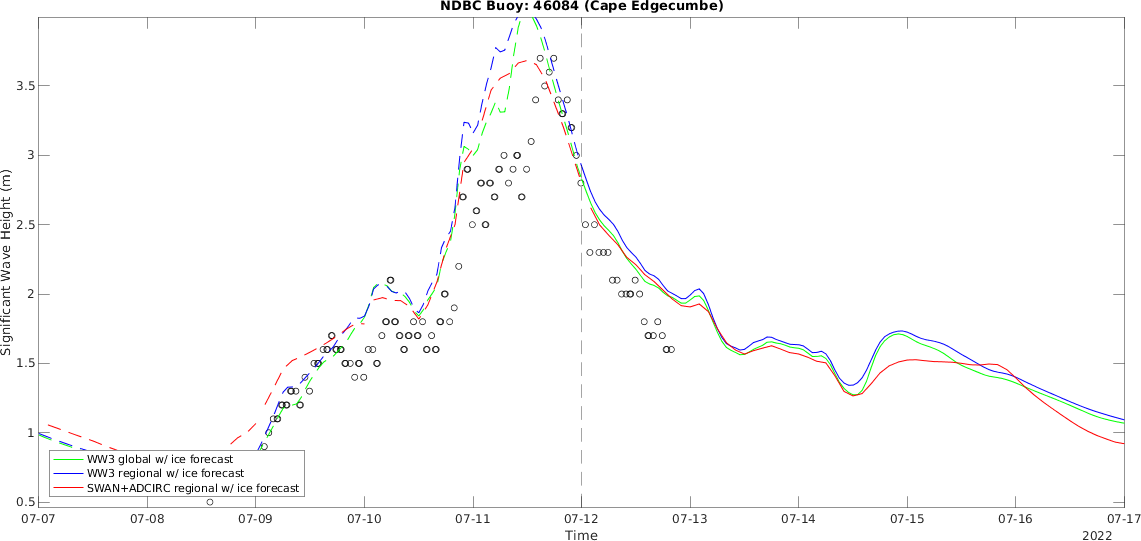 NDBC Buoy: 46084 (Cape Edgecumbe)
Significant Wave Height (m)
3.5
3
2.5
2
1.5
1
0.5
WW3 global w/ ice forecast
WW3 regional w/ ice forecast
SWAN+ADCIRC regional w/ ice forecast
07-07 07-08 07-09 07-10 07-11 07-12 07-13 07-14 07-15 07-16 07-17
Time
2022